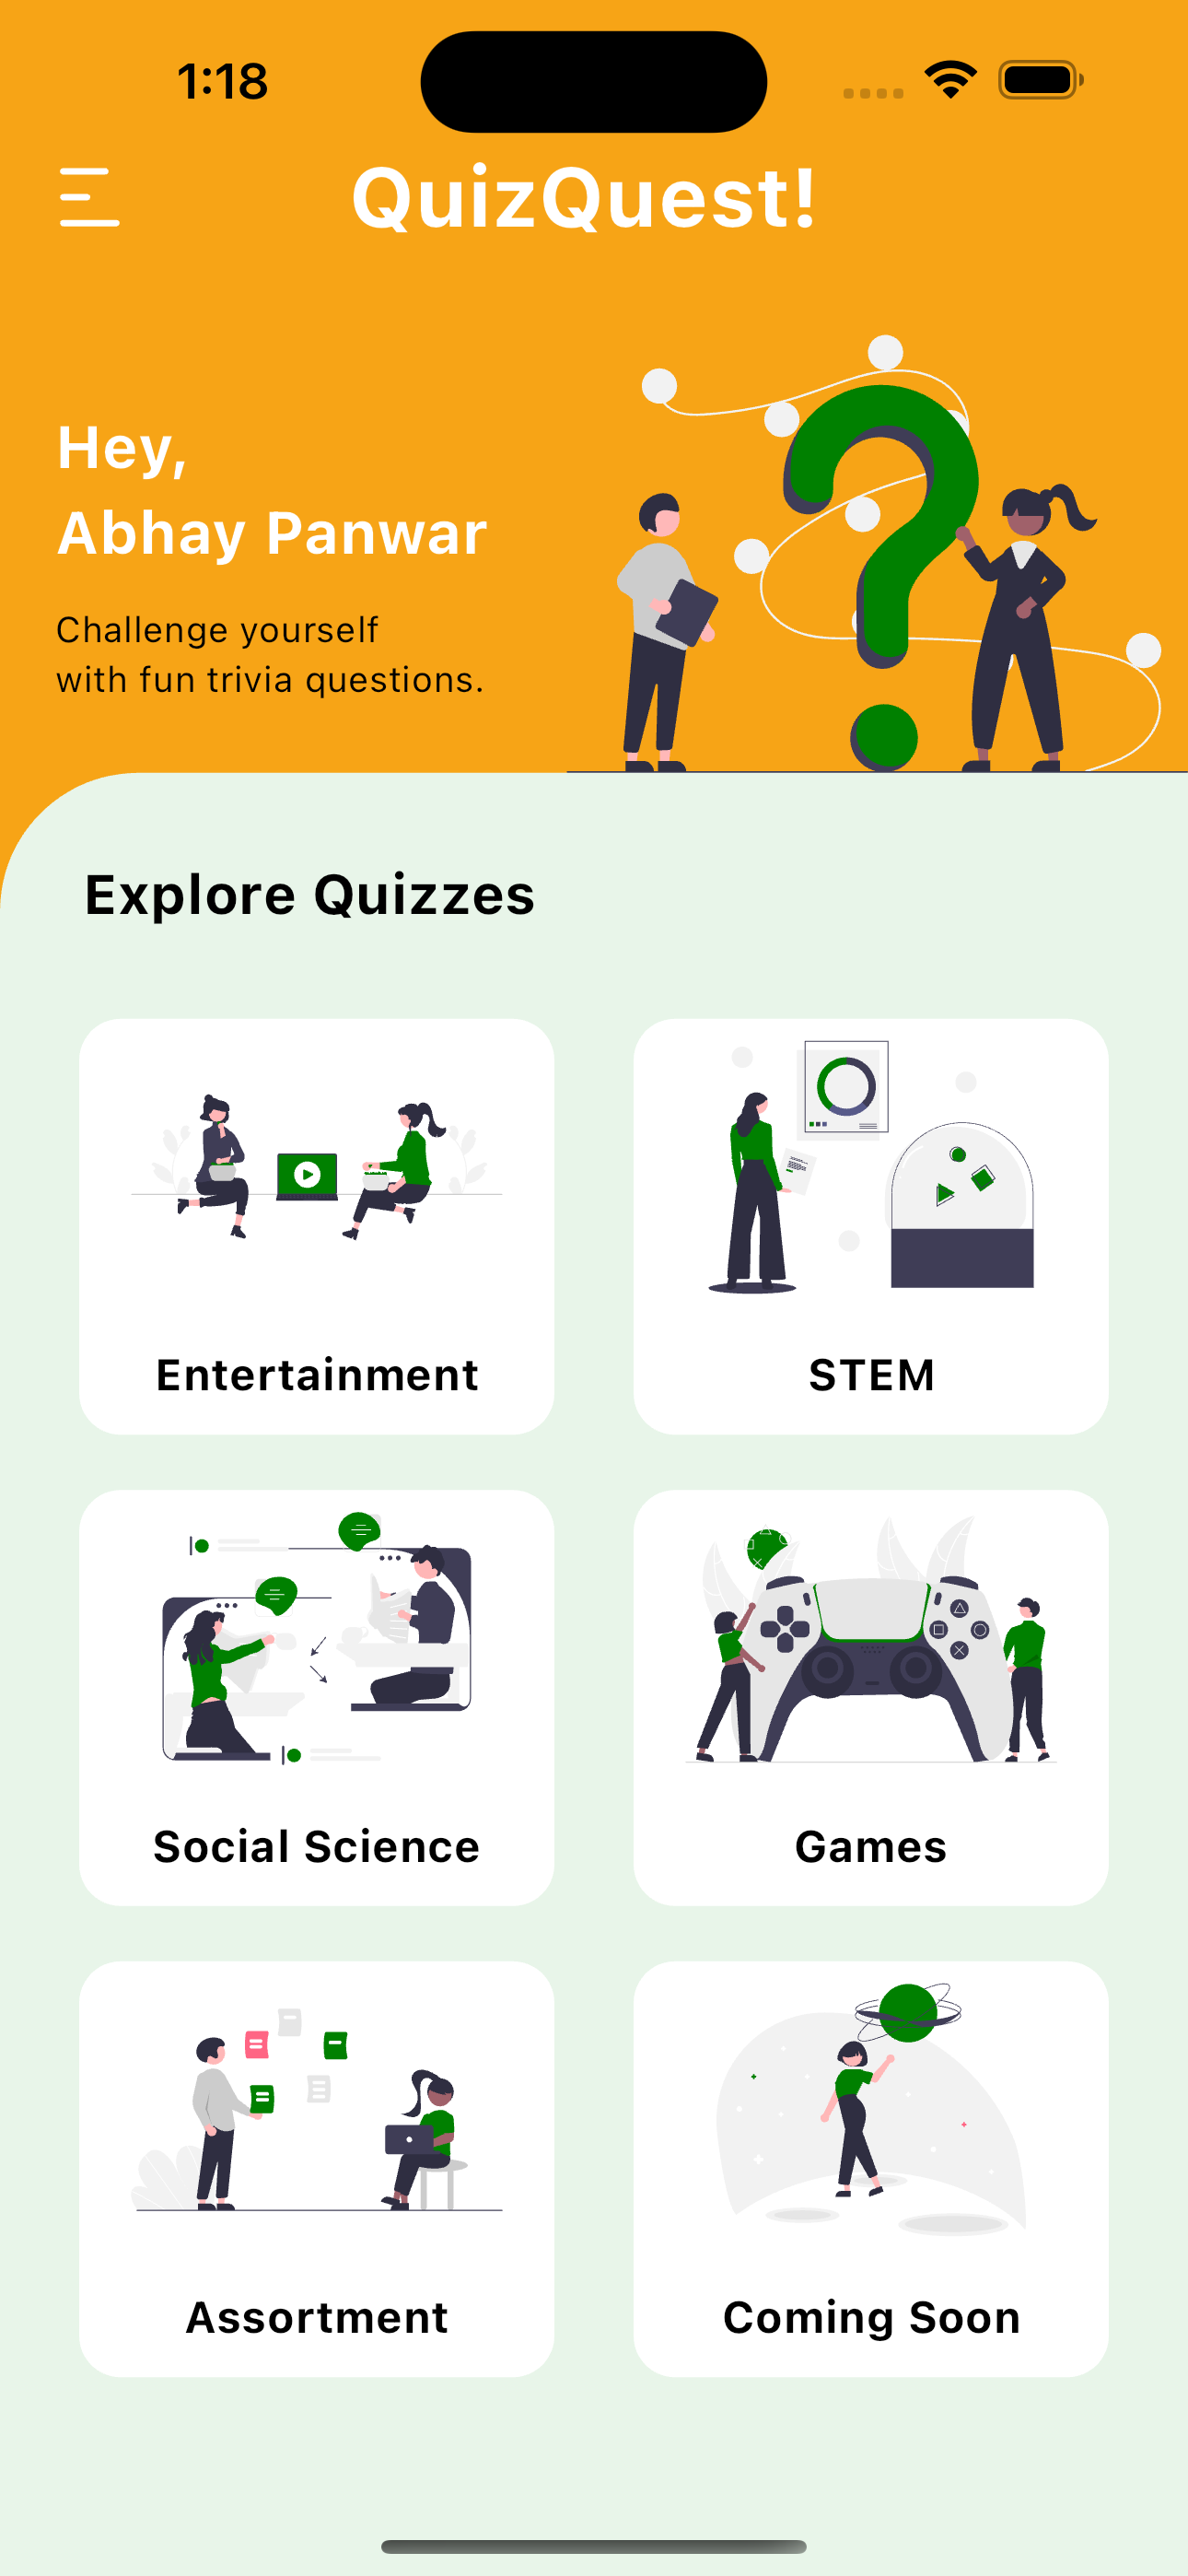 1:18
QuizQuest!
Hey,
Abhay Panwar
Challenge yourself
with fun trivia questions.
Explore Quizzes
Entertainment
STEM
Social Science
Games
Assortment
Coming Soon